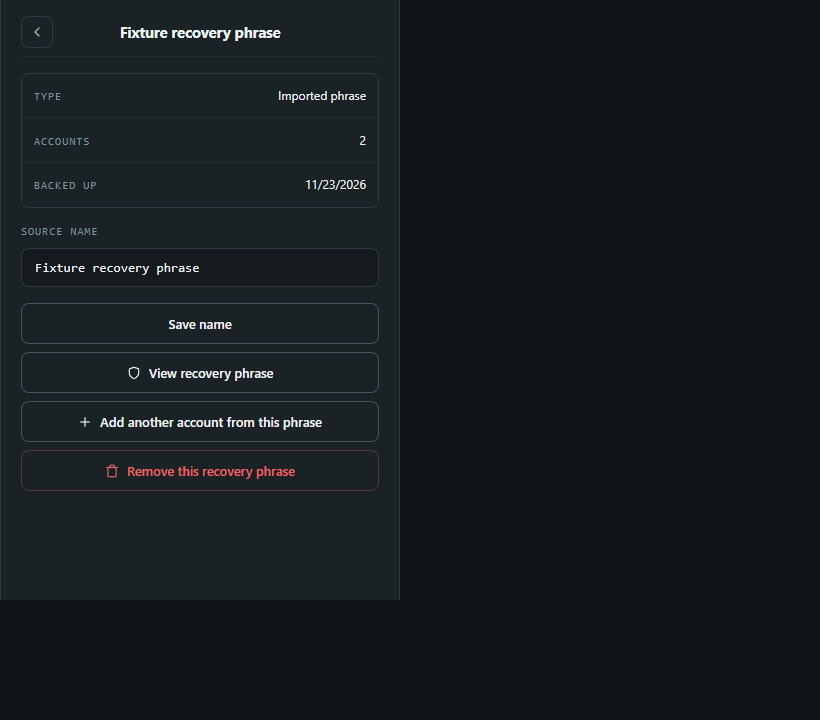 Fixture recovery phrase
TYPE Imported phrase
ACCOUNTS 2
BACKED UP 11/23/2026
SOURCE NAME
Fixture recovery phrase
Save name
View recovery phrase
Add another account from this phrase
Remove this recovery phrase